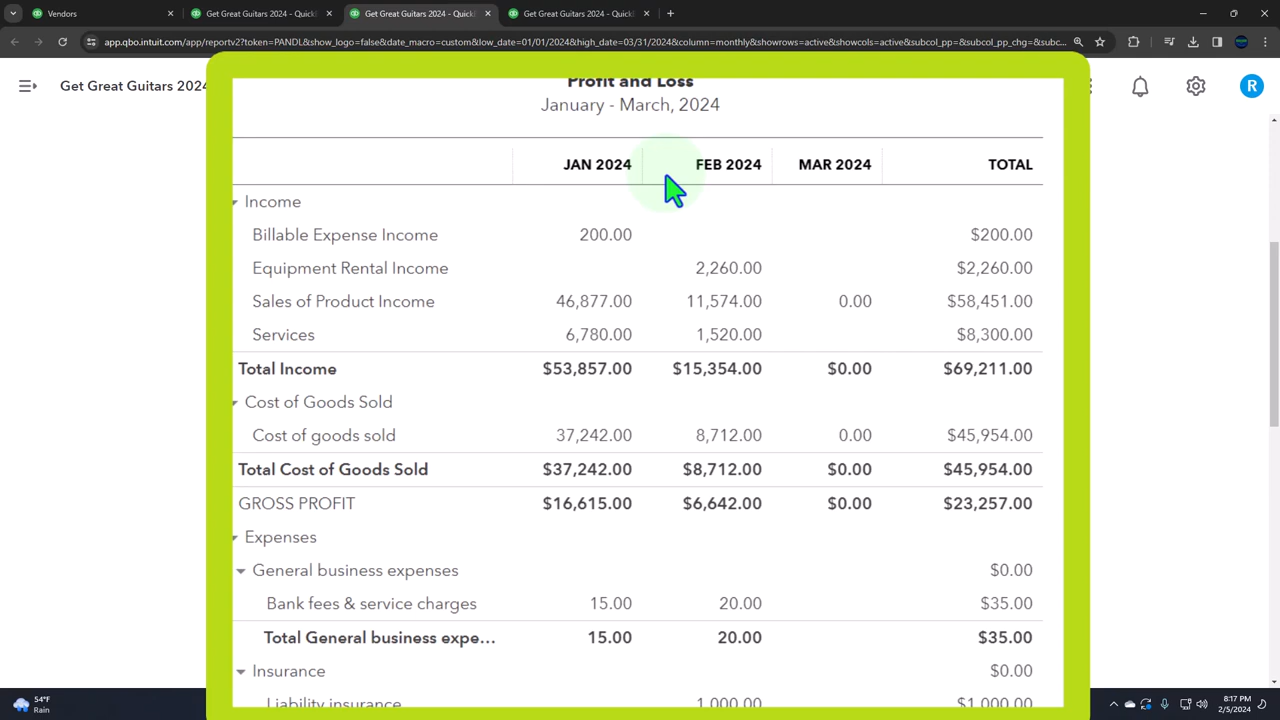 Vendors
Get Great Guitars 2024 - Quick
Get Great Guitars 2024 - Quick
Get Great Guitars 2024 - Quick
app.qbo.intuit.com/app/reportv2?token=PANDL&show_logo=false&date_macro=custom&low_date=01/01/2024&high_date=03/31/2024&column=monthly&showrows=active&showcols=active&subcol_pp=&subcol_pp_chg=&subc...
Get Great Guitars 2024
R
Profit and Loss
January - March, 2024
JAN 2024 FEB 2024 MAR 2024 TOTAL
Income
Billable Expense Income 200.00 $200.00
Equipment Rental Income 2,260.00 $2,260.00
Sales of Product Income 46,877.00 11,574.00 0.00 $58,451.00
Services 6,780.00 1,520.00 $8,300.00
Total Income $53,857.00 $15,354.00 $0.00 $69,211.00
Cost of Goods Sold
Cost of goods sold 37,242.00 8,712.00 0.00 $45,954.00
Total Cost of Goods Sold $37,242.00 $8,712.00 $0.00 $45,954.00
GROSS PROFIT $16,615.00 $6,642.00 $0.00 $23,257.00
Expenses
General business expenses $0.00
Bank fees & service charges 15.00 20.00 $35.00
Total General business expe... 15.00 20.00 $35.00
Insurance $0.00
Liability insurance 1,000.00 $1,000.00
54°F
Rain
8:17 PM
2/5/2024